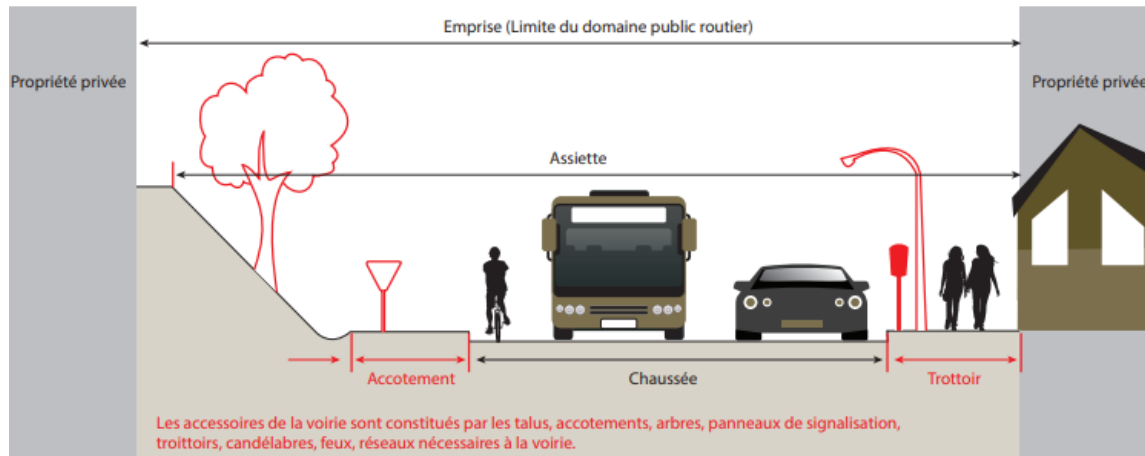 Emprise (Limite du domaine public routier)
Propriété privée
Propriété privée
Assiette
Accotement
Chaussée
Trottoir
Les accessoires de la voirie sont constitués par les talus, accotements, arbres, panneaux de signalisation,
troittoirs, candélabres, feux, réseaux nécessaires à la voirie.